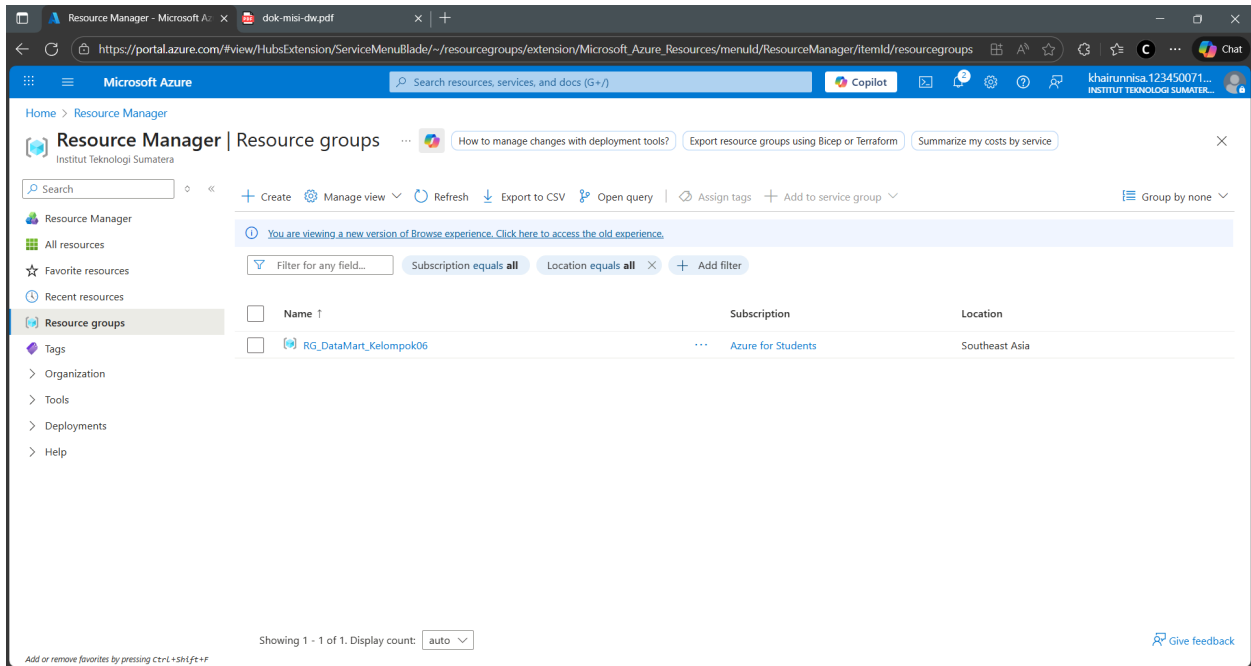 Resource Manager - Microsoft Az
dok-misi-dw.pdf
https://portal.azure.com/#view/HubsExtension/ServiceMenuBlade/~/resourcegroups/extension/Microsoft_Azure_Resources/menuId/ResourceManager/itemId/resourcegroups
Chat
Microsoft Azure
Search resources, services, and docs (G+/)
Copilot
2
khairunnisa.123450071...
INSTITUT TEKNOLOGI SUMATER...
Home > Resource Manager
Resource Manager | Resource groups ...
Institut Teknologi Sumatera
How to manage changes with deployment tools?
Export resource groups using Bicep or Terraform
Summarize my costs by service
Search
Create
Manage view
Refresh
Export to CSV
Open query
Assign tags
Add to service group
Group by none
Resource Manager
All resources
Favorite resources
Recent resources
Resource groups
Tags
Organization
Tools
Deployments
Help
You are viewing a new version of Browse experience. Click here to access the old experience.
Filter for any field...
Subscription equals all
Location equals all
Add filter
Name ↑ Subscription Location
RG_DataMart_Kelompok06 ... Azure for Students Southeast Asia
Showing 1 - 1 of 1. Display count: auto
Give feedback
Add or remove favorites by pressing Ctrl+Shift+F